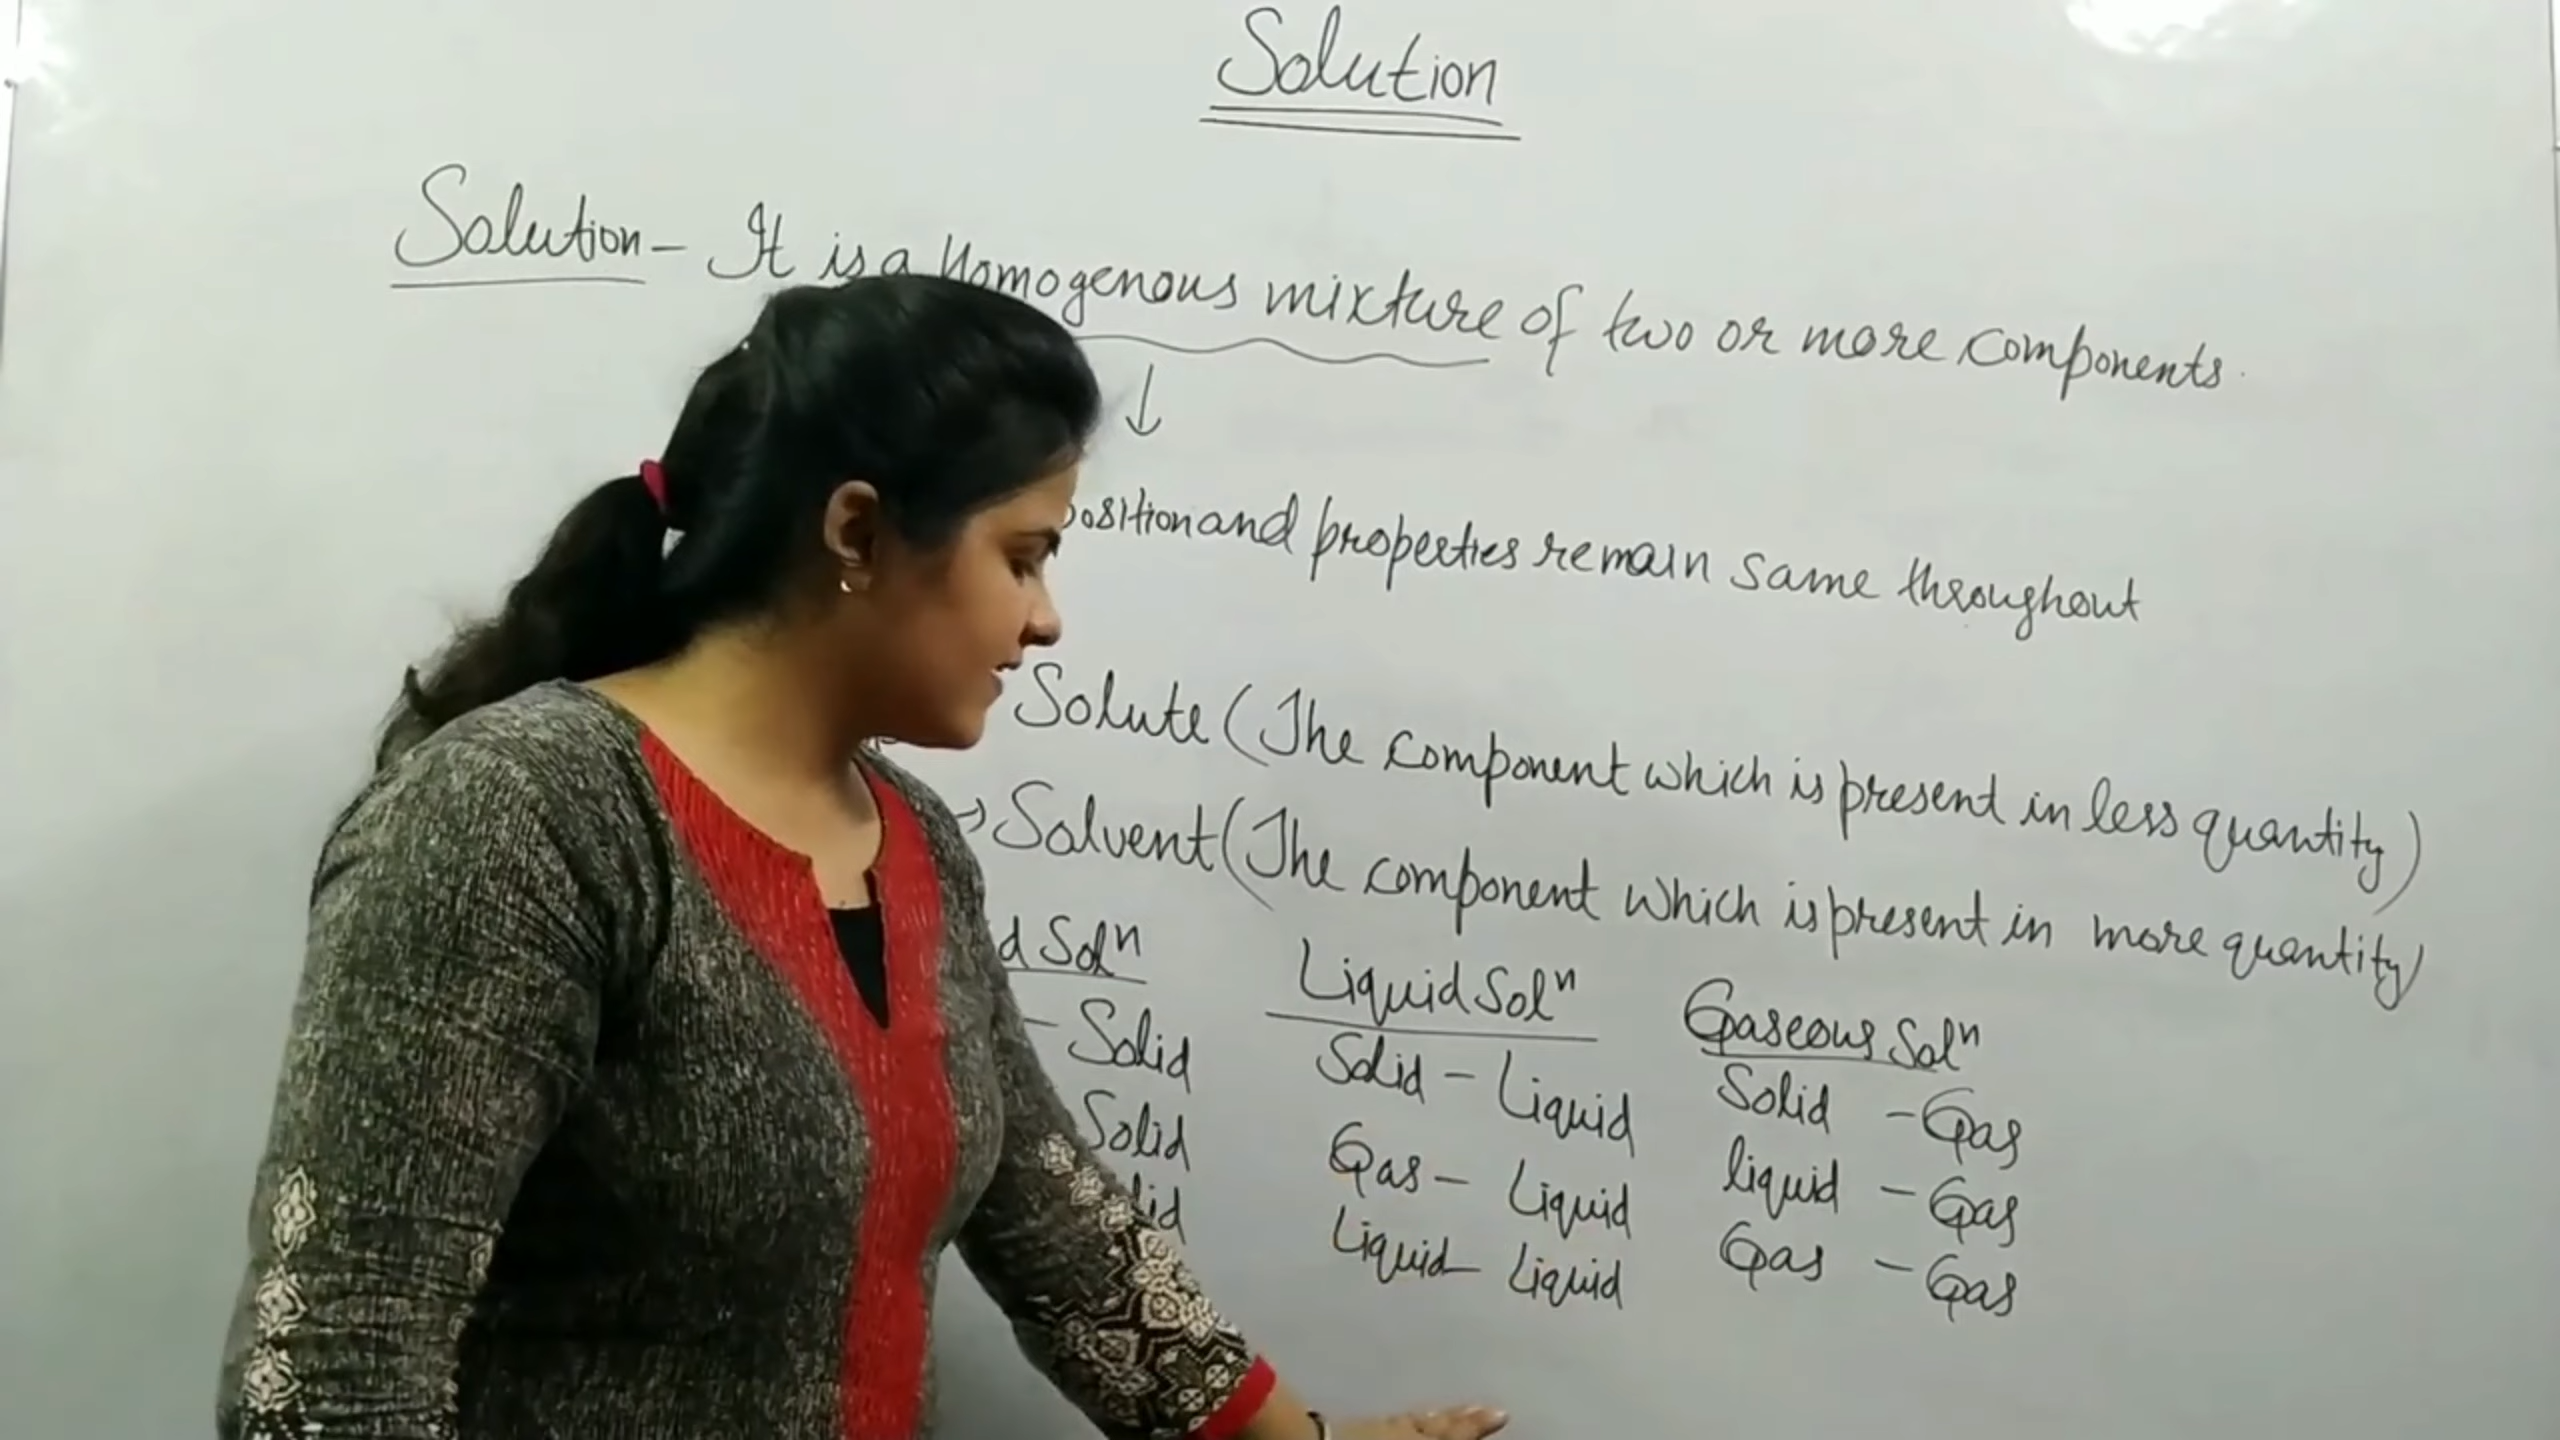 Solution
Solution - It is a Homogenous mixture of two or more components.
↓
and properties remain same throughout
Solute (The component which is present in less quantity)
→ Solvent (The component which is present in more quantity)
Solⁿ Liquid Solⁿ Gaseous Solⁿ
- Solid Solid - Liquid Solid - Gas
Solid Gas - Liquid liquid - Gas
Liquid - Liquid Gas - Gas